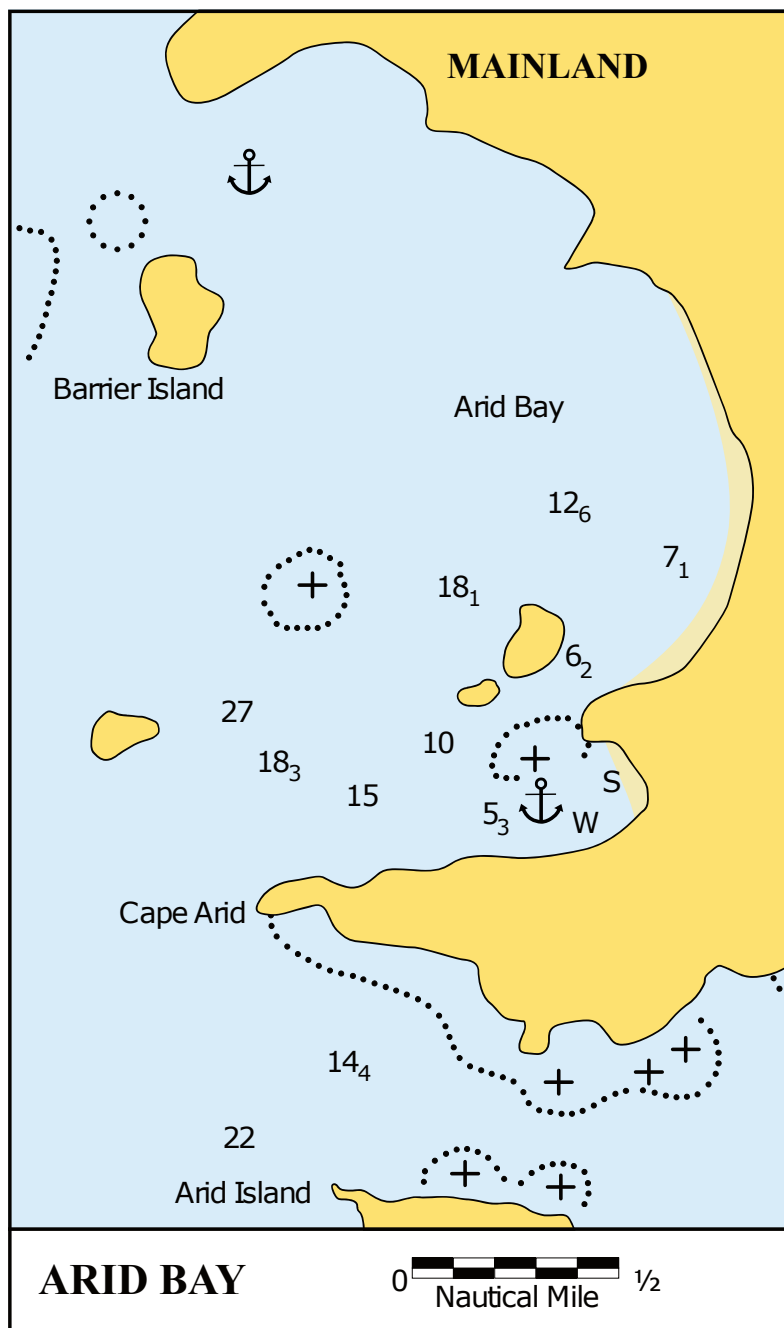 MAINLAND
Barrier Island
Arid Bay
12₆
7₁
18₁
6₂
27
10
18₃
15
S
5₃
W
Cape Arid
14₄
22
Arid Island
ARID BAY
0
½
Nautical Mile